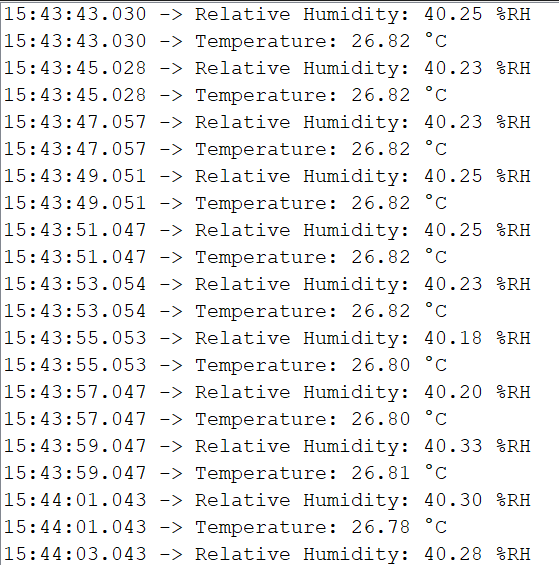 15:43:43.030 -> Relative Humidity: 40.25 %RH
15:43:43.030 -> Temperature: 26.82 °C
15:43:45.028 -> Relative Humidity: 40.23 %RH
15:43:45.028 -> Temperature: 26.82 °C
15:43:47.057 -> Relative Humidity: 40.23 %RH
15:43:47.057 -> Temperature: 26.82 °C
15:43:49.051 -> Relative Humidity: 40.25 %RH
15:43:49.051 -> Temperature: 26.82 °C
15:43:51.047 -> Relative Humidity: 40.25 %RH
15:43:51.047 -> Temperature: 26.82 °C
15:43:53.054 -> Relative Humidity: 40.23 %RH
15:43:53.054 -> Temperature: 26.82 °C
15:43:55.053 -> Relative Humidity: 40.18 %RH
15:43:55.053 -> Temperature: 26.80 °C
15:43:57.047 -> Relative Humidity: 40.20 %RH
15:43:57.047 -> Temperature: 26.80 °C
15:43:59.047 -> Relative Humidity: 40.33 %RH
15:43:59.047 -> Temperature: 26.81 °C
15:44:01.043 -> Relative Humidity: 40.30 %RH
15:44:01.043 -> Temperature: 26.78 °C
15:44:03.043 -> Relative Humidity: 40.28 %RH